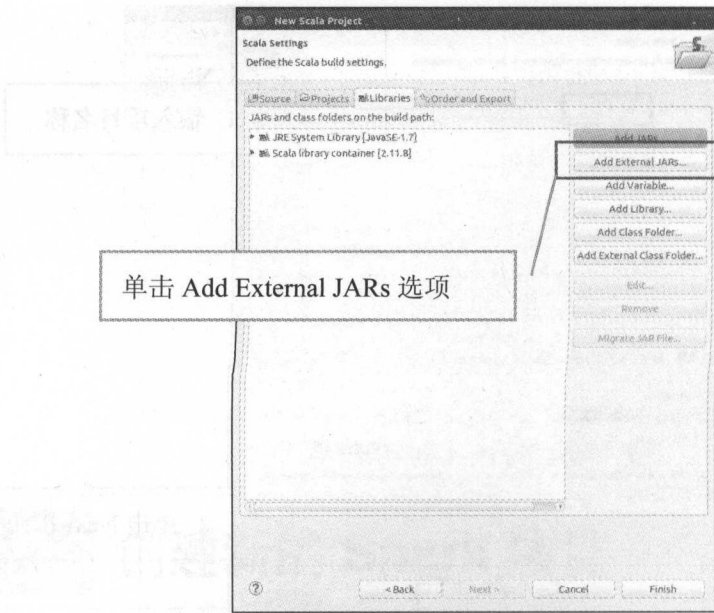 New Scala Project
Scala Settings
Define the Scala build settings.
Source Projects Libraries Order and Export
JARs and class folders on the build path:
JRE System Library [JavaSE-1.7]
Scala library container [2.11.8]
Add JARs...
Add External JARs...
Add Variable...
Add Library...
Add Class Folder...
Add External Class Folder...
Edit...
Remove
Migrate JAR File...
单击 Add External JARs 选项
< Back
Next >
Cancel
Finish